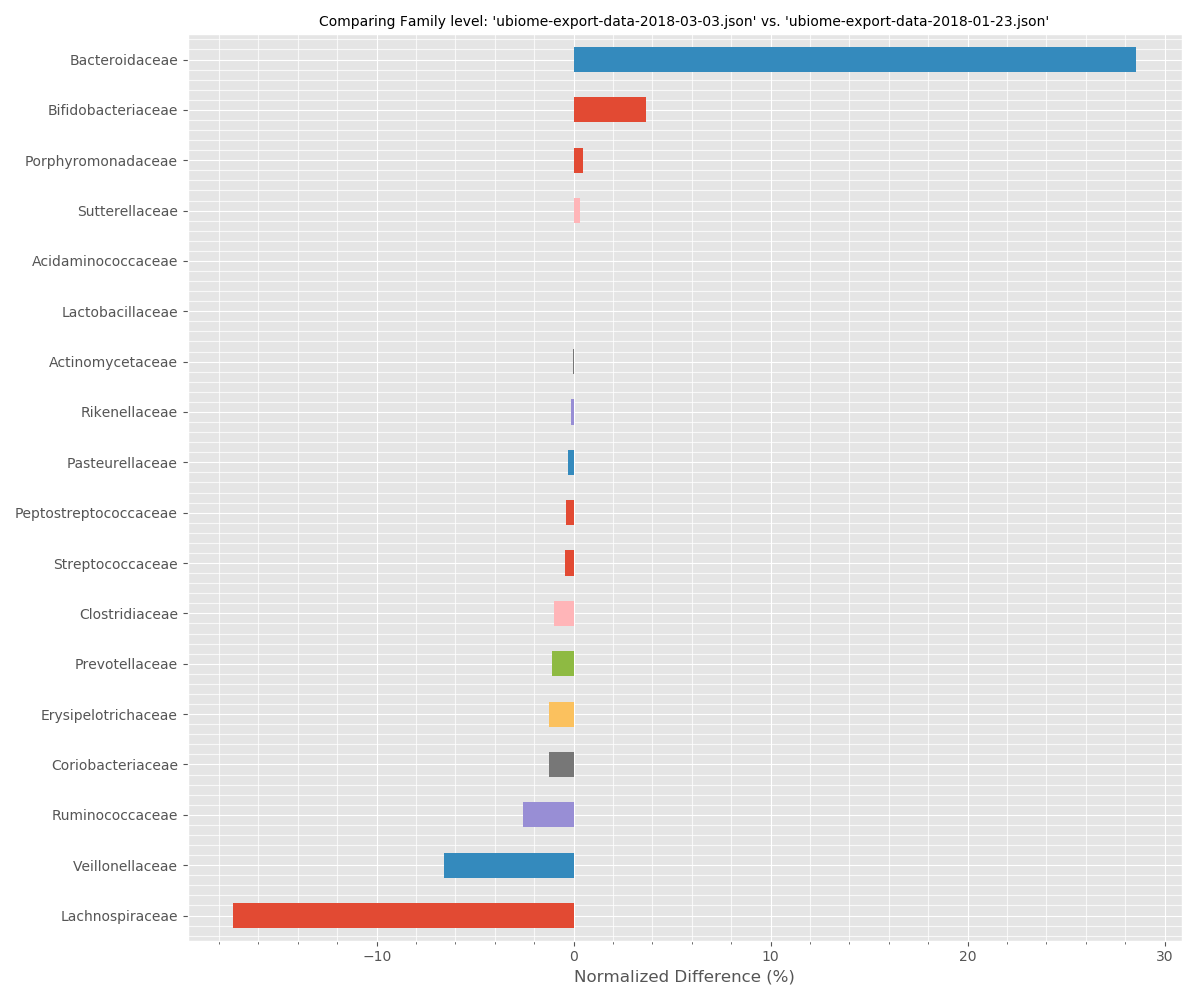 Comparing Family level: 'ubiome-export-data-2018-03-03.json' vs. 'ubiome-export-data-2018-01-23.json'
Bacteroidaceae
Bifidobacteriaceae
Porphyromonadaceae
Sutterellaceae
Acidaminococcaceae
Lactobacillaceae
Actinomycetaceae
Rikenellaceae
Pasteurellaceae
Peptostreptococcaceae
Streptococcaceae
Clostridiaceae
Prevotellaceae
Erysipelotrichaceae
Coriobacteriaceae
Ruminococcaceae
Veillonellaceae
Lachnospiraceae
−10 0 10 20 30
Normalized Difference (%)